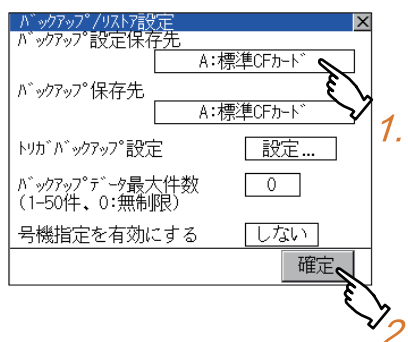 ﾊﾞｯｸｱｯﾌﾟ/ﾘｽﾄｱ設定
ﾊﾞｯｸｱｯﾌﾟ設定保存先
A:標準CFｶｰﾄﾞ
ﾊﾞｯｸｱｯﾌﾟ保存先
A:標準CFｶｰﾄﾞ
ﾄﾘｶﾞﾊﾞｯｸｱｯﾌﾟ設定 設定...
ﾊﾞｯｸｱｯﾌﾟﾃﾞｰﾀ最大件数 0
(1-50件、0:無制限)
号機指定を有効にする しない
確定
1.
2